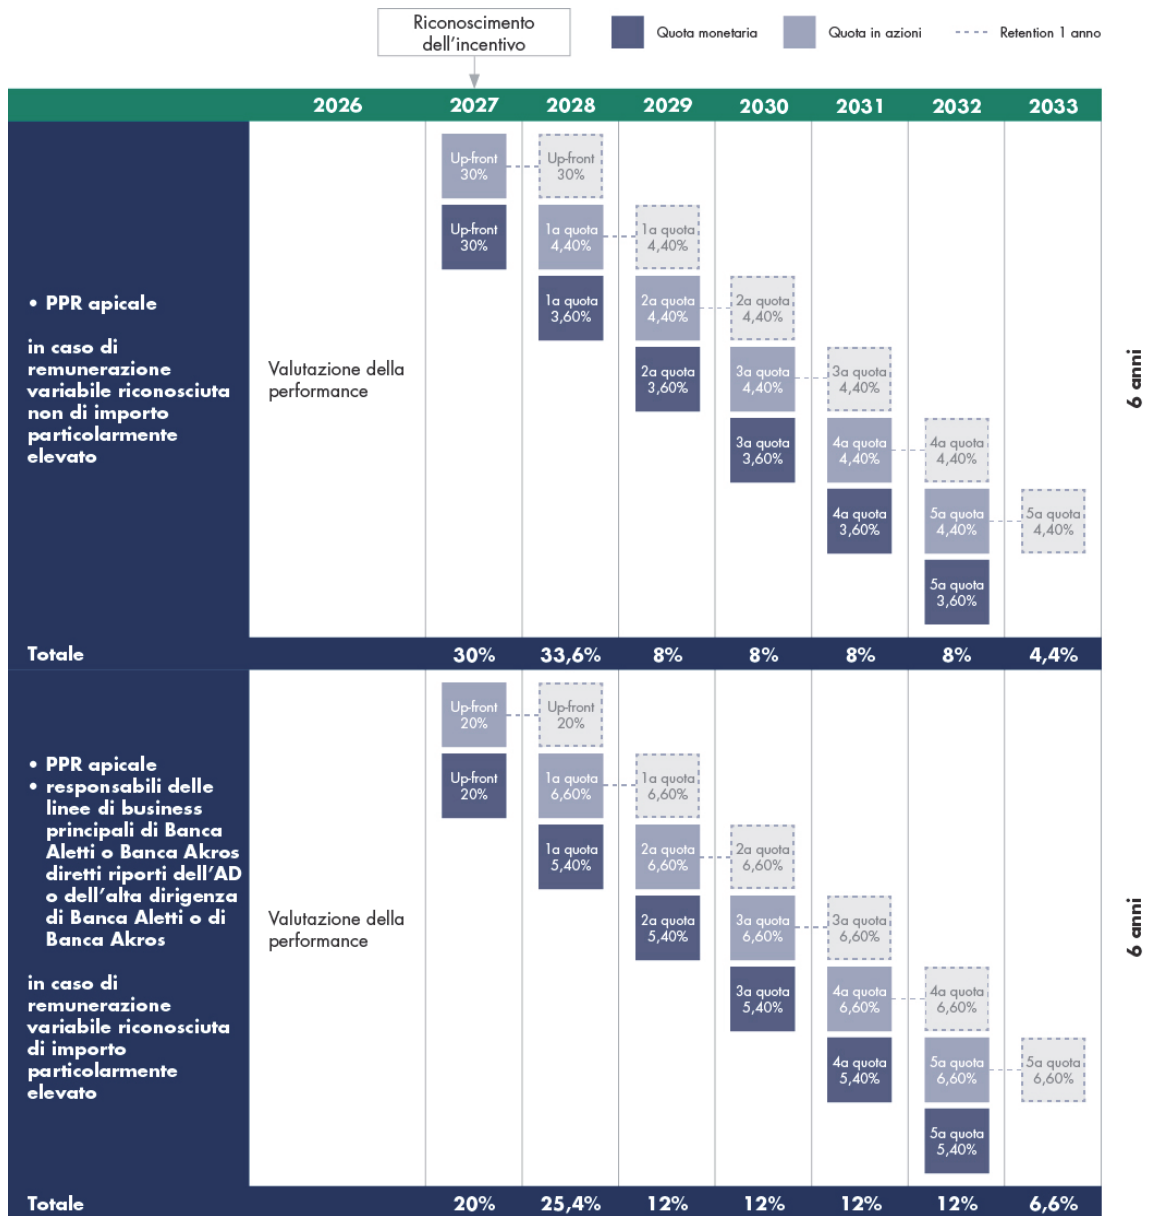 Riconoscimento
dell'incentivo
Quota monetaria
Quota in azioni
Retention 1 anno
2026
2027
2028
2029
2030
2031
2032
2033
• PPR apicale
in caso di
remunerazione
variabile riconosciuta
non di importo
particolarmente
elevato
Valutazione della
performance
Up-front
30%
Up-front
30%
Up-front
30%
1a quota
4,40%
1a quota
4,40%
1a quota
3,60%
2a quota
4,40%
2a quota
4,40%
2a quota
3,60%
3a quota
4,40%
3a quota
4,40%
3a quota
3,60%
4a quota
4,40%
4a quota
4,40%
4a quota
3,60%
5a quota
4,40%
5a quota
4,40%
5a quota
3,60%
6 anni
Totale
30%
33,6%
8%
8%
8%
8%
4,4%
• PPR apicale
• responsabili delle
linee di business
principali di Banca
Aletti o Banca Akros
diretti riporti dell'AD
o dell'alta dirigenza
di Banca Aletti o di
Banca Akros
in caso di
remunerazione
variabile riconosciuta
di importo
particolarmente
elevato
Valutazione della
performance
Up-front
20%
Up-front
20%
Up-front
20%
1a quota
6,60%
1a quota
6,60%
1a quota
5,40%
2a quota
6,60%
2a quota
6,60%
2a quota
5,40%
3a quota
6,60%
3a quota
6,60%
3a quota
5,40%
4a quota
6,60%
4a quota
6,60%
4a quota
5,40%
5a quota
6,60%
5a quota
6,60%
5a quota
5,40%
6 anni
Totale
20%
25,4%
12%
12%
12%
12%
6,6%